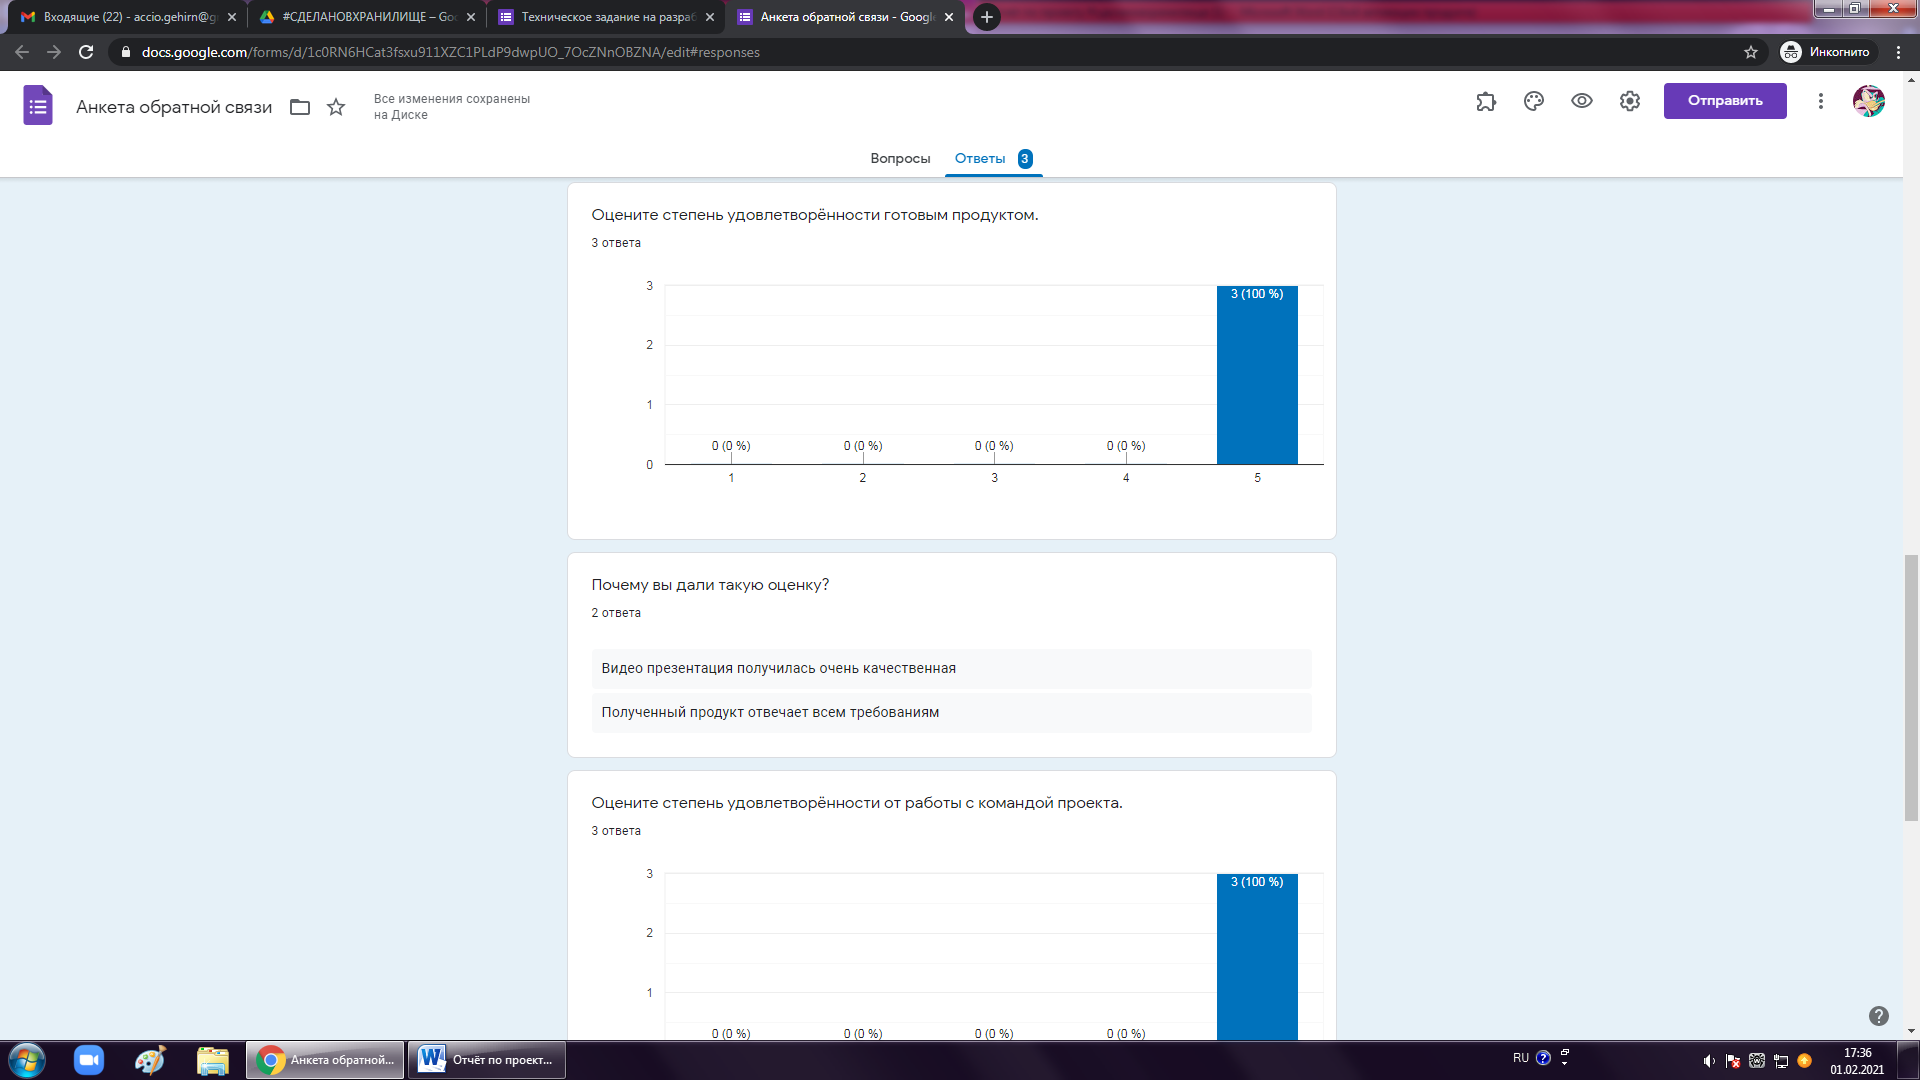 Входящие (22) - accio.gehirn@g
#СДЕЛАНОВХРАНИЛИЩЕ – Goo
Техническое задание на разраб
Анкета обратной связи - Google
docs.google.com/forms/d/1c0RN6HCat3fsxu911XZC1PLdP9dwpUO_7OcZNnOBZNA/edit#responses
Инкогнито
Анкета обратной связи
Все изменения сохранены
на Диске
Отправить
Вопросы
Ответы 3
Оцените степень удовлетворённости готовым продуктом.
3 ответа
3
3 (100 %)
2
1
0 (0 %) 0 (0 %) 0 (0 %) 0 (0 %)
0
1 2 3 4 5
Почему вы дали такую оценку?
2 ответа
Видео презентация получилась очень качественная
Полученный продукт отвечает всем требованиям
Оцените степень удовлетворённости от работы с командой проекта.
3 ответа
3
3 (100 %)
2
1
0 (0 %) 0 (0 %) 0 (0 %) 0 (0 %)
Анкета обратной...
Отчёт по проект...
RU
17:36
01.02.2021